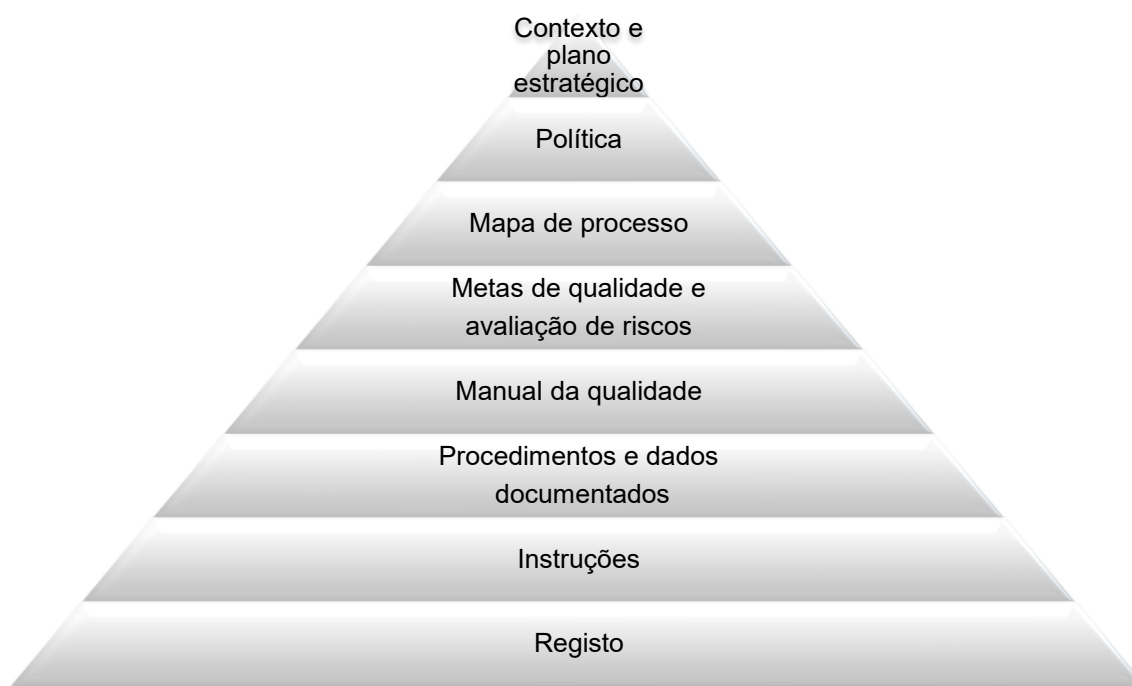 Contexto e
plano
estratégico
Política
Mapa de processo
Metas de qualidade e
avaliação de riscos
Manual da qualidade
Procedimentos e dados
documentados
Instruções
Registo